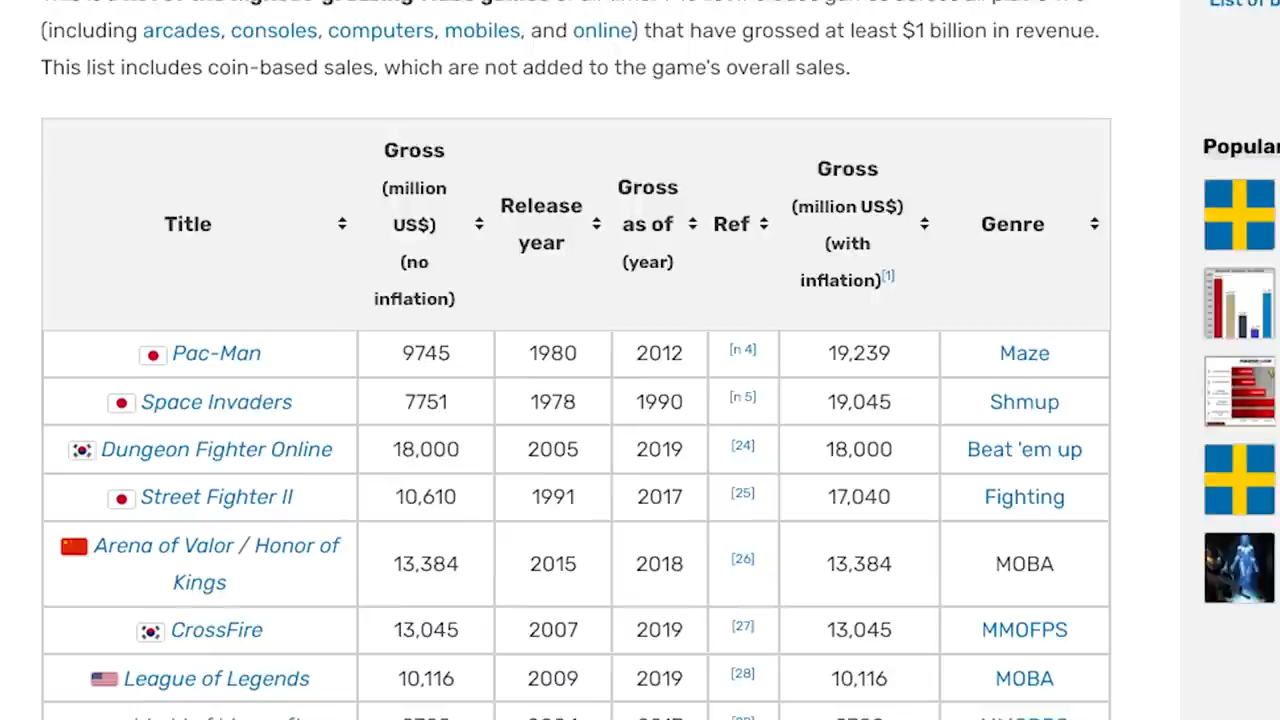 (including arcades, consoles, computers, mobiles, and online) that have grossed at least $1 billion in revenue.
This list includes coin-based sales, which are not added to the game's overall sales.
Title
Gross
(million
US$)
(no
inflation)
Release
year
Gross
as of
(year)
Ref
Gross
(million US$)
(with
inflation)[1]
Genre
Pac-Man 9745 1980 2012 [n 4] 19,239 Maze
Space Invaders 7751 1978 1990 [n 5] 19,045 Shmup
Dungeon Fighter Online 18,000 2005 2019 [24] 18,000 Beat 'em up
Street Fighter II 10,610 1991 2017 [25] 17,040 Fighting
Arena of Valor / Honor of
Kings 13,384 2015 2018 [26] 13,384 MOBA
CrossFire 13,045 2007 2019 [27] 13,045 MMOFPS
League of Legends 10,116 2009 2019 [28] 10,116 MOBA
List of
Popular